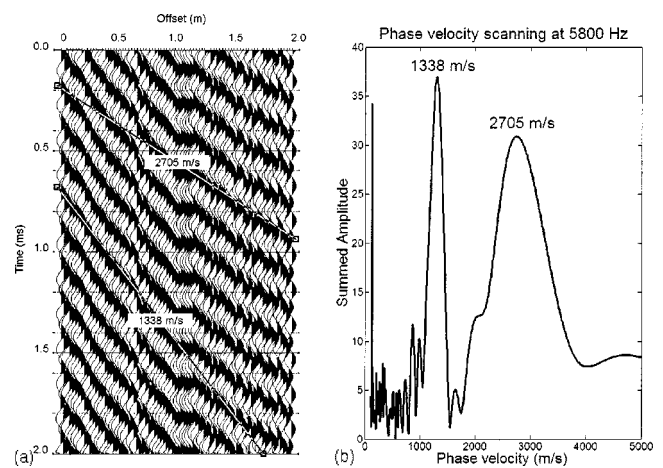 Offset (m)
0 0.5 1.0 1.5 2.0
0.0
0.5
1.0
1.5
2.0
Time (ms)
2705 m/s
1338 m/s
(a)
Phase velocity scanning at 5800 Hz
1338 m/s
2705 m/s
40
35
30
25
20
15
10
5
0
Summed Amplitude
0 1000 2000 3000 4000 5000
Phase velocity (m/s)
(b)